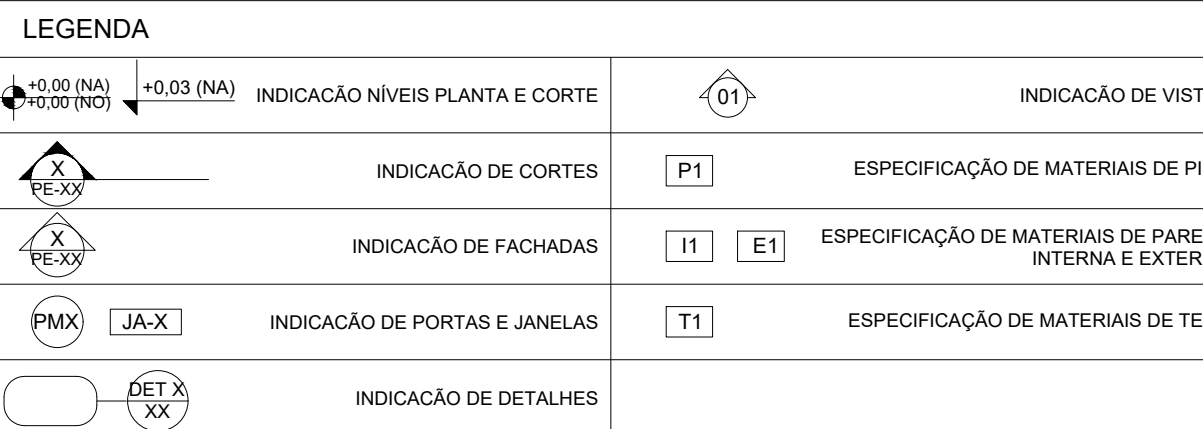 LEGENDA
+0,00 (NA)
+0,00 (NO)
+0,03 (NA)
INDICACÃO NÍVEIS PLANTA E CORTE
01
INDICACÃO DE VIST
X
PE-XX
INDICACÃO DE CORTES
P1
ESPECIFICAÇÃO DE MATERIAIS DE PI
X
PE-XX
INDICACÃO DE FACHADAS
I1
E1
ESPECIFICAÇÃO DE MATERIAIS DE PARE
INTERNA E EXTER
PMX
JA-X
INDICACÃO DE PORTAS E JANELAS
T1
ESPECIFICAÇÃO DE MATERIAIS DE TE
DET X
XX
INDICACÃO DE DETALHES